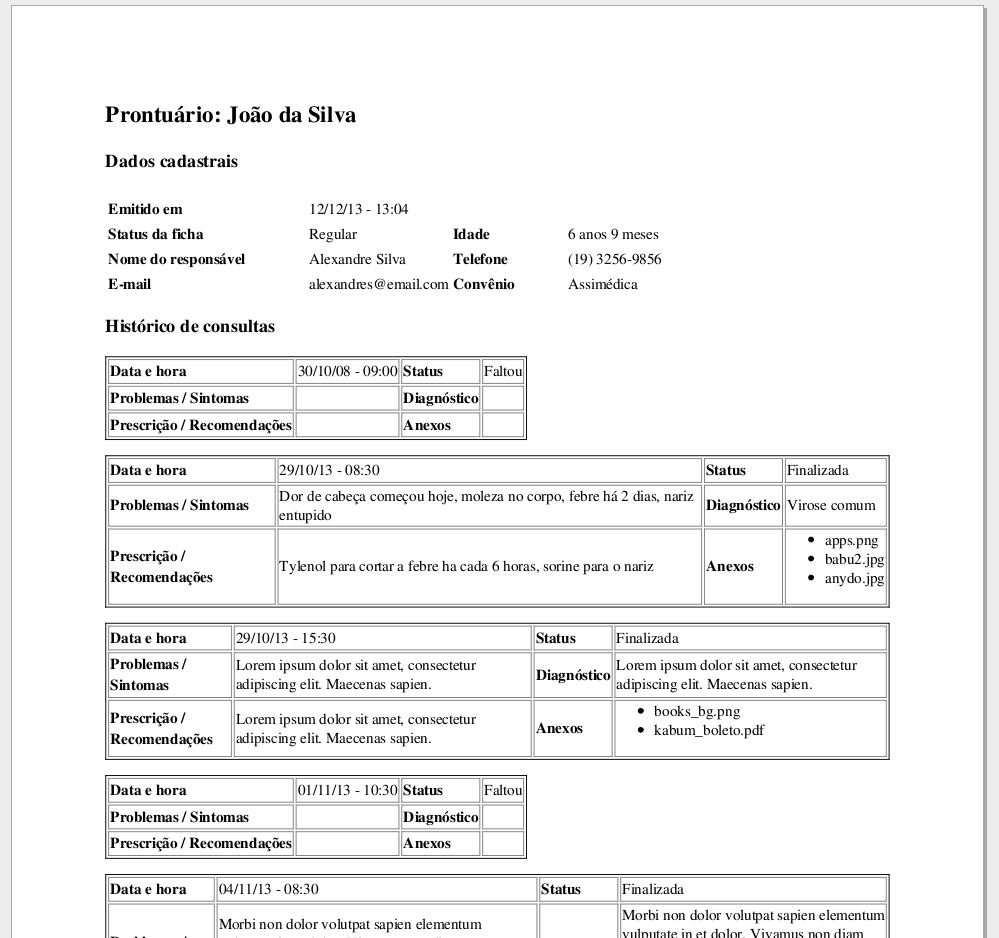 Prontuário: João da Silva
Dados cadastrais
Emitido em 12/12/13 - 13:04
Status da ficha Regular Idade 6 anos 9 meses
Nome do responsável Alexandre Silva Telefone (19) 3256-9856
E-mail alexandres@email.com Convênio Assimédica
Histórico de consultas
Data e hora 30/10/08 - 09:00 Status Faltou
Problemas / Sintomas Diagnóstico
Prescrição / Recomendações Anexos
Data e hora 29/10/13 - 08:30 Status Finalizada
Problemas / Sintomas Dor de cabeça começou hoje, moleza no corpo, febre há 2 dias, nariz
entupido Diagnóstico Virose comum
Prescrição /
Recomendações Tylenol para cortar a febre ha cada 6 horas, sorine para o nariz Anexos
• apps.png
• babu2.jpg
• anydo.jpg
Data e hora 29/10/13 - 15:30 Status Finalizada
Problemas /
Sintomas
Lorem ipsum dolor sit amet, consectetur
adipiscing elit. Maecenas sapien.
Diagnóstico
Lorem ipsum dolor sit amet, consectetur
adipiscing elit. Maecenas sapien.
Prescrição /
Recomendações
Lorem ipsum dolor sit amet, consectetur
adipiscing elit. Maecenas sapien.
Anexos
• books_bg.png
• kabum_boleto.pdf
Data e hora 01/11/13 - 10:30 Status Faltou
Problemas / Sintomas Diagnóstico
Prescrição / Recomendações Anexos
Data e hora 04/11/13 - 08:30 Status Finalizada
Morbi non dolor volutpat sapien elementum
Morbi non dolor volutpat sapien elementum
vulputate in et dolor. Vivamus non diam